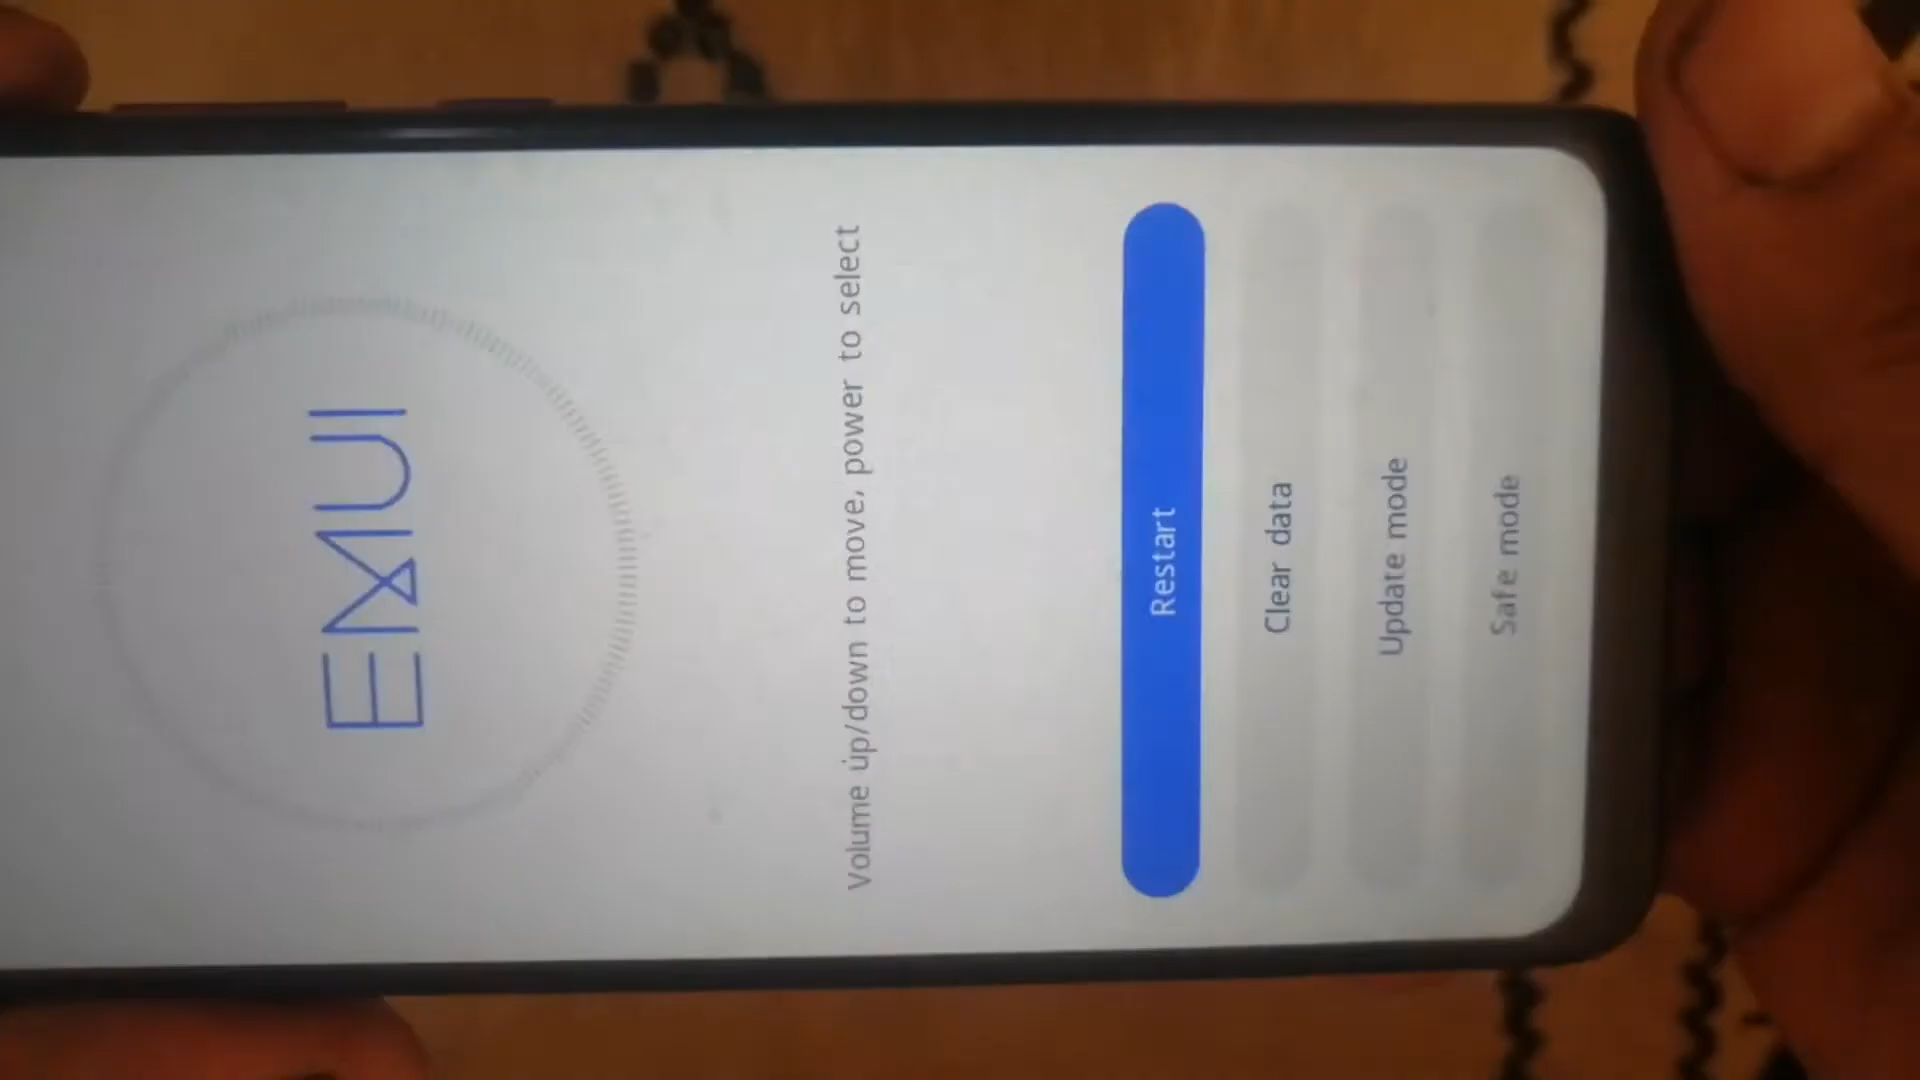 EMUI
Volume up/down to move, power to select
Restart
Clear data
Update mode
Safe mode